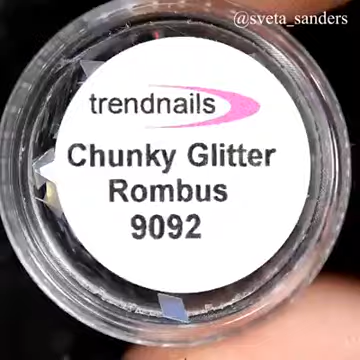 @sveta_sanders
trendnails
Chunky Glitter
Rombus
9092